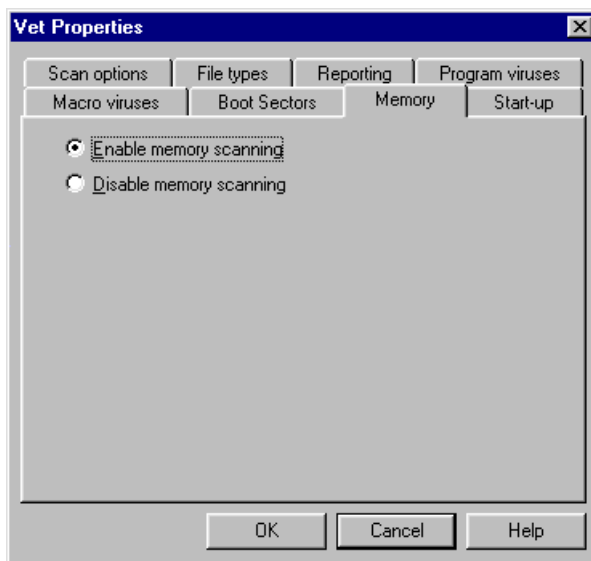 Vet Properties
Scan options File types Reporting Program viruses
Macro viruses Boot Sectors Memory Start-up
Enable memory scanning
Disable memory scanning
OK Cancel Help